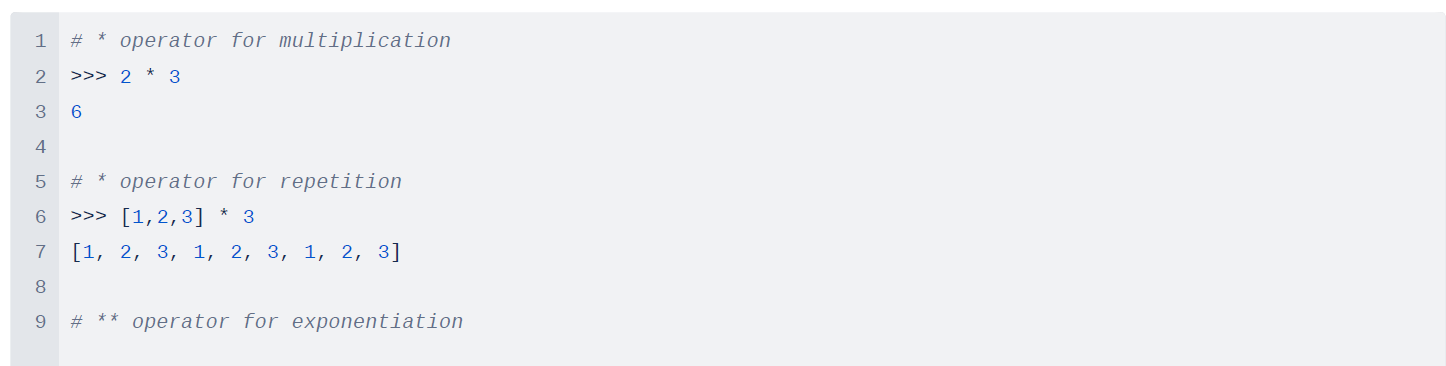 1 # * operator for multiplication
2 >>> 2 * 3
3 6
4
5 # * operator for repetition
6 >>> [1,2,3] * 3
7 [1, 2, 3, 1, 2, 3, 1, 2, 3]
8
9 # ** operator for exponentiation